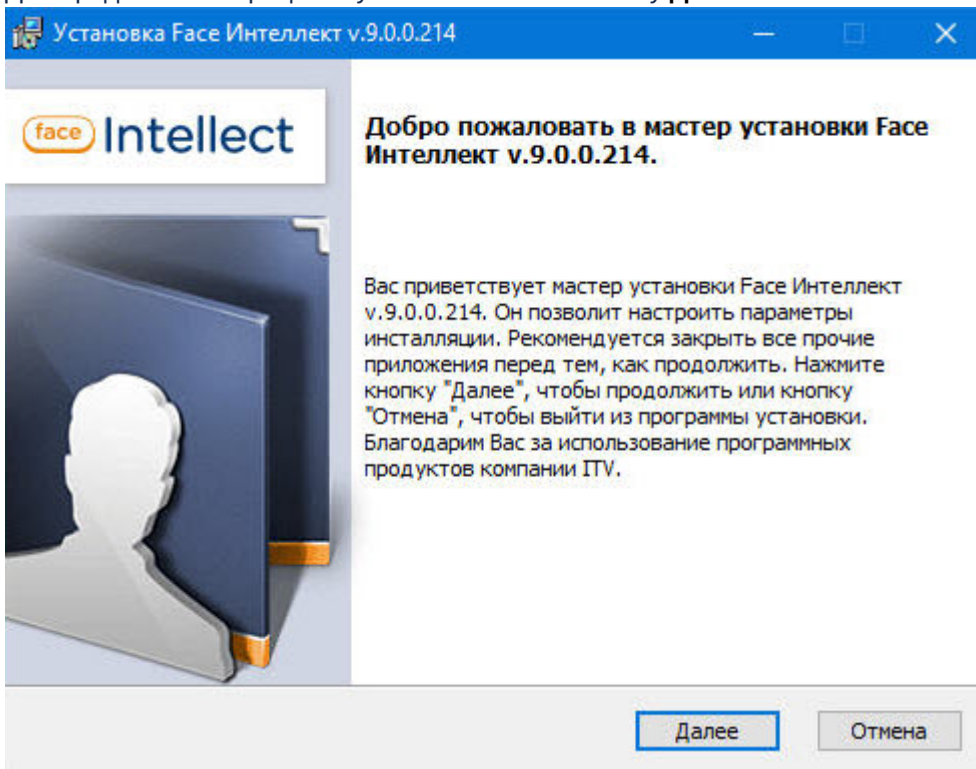 Установка Face Интеллект v.9.0.0.214
face Intellect
Добро пожаловать в мастер установки Face
Интеллект v.9.0.0.214.
Вас приветствует мастер установки Face Интеллект
v.9.0.0.214. Он позволит настроить параметры
инсталляции. Рекомендуется закрыть все прочие
приложения перед тем, как продолжить. Нажмите
кнопку "Далее", чтобы продолжить или кнопку
"Отмена", чтобы выйти из программы установки.
Благодарим Вас за использование программных
продуктов компании ITV.
Далее
Отмена